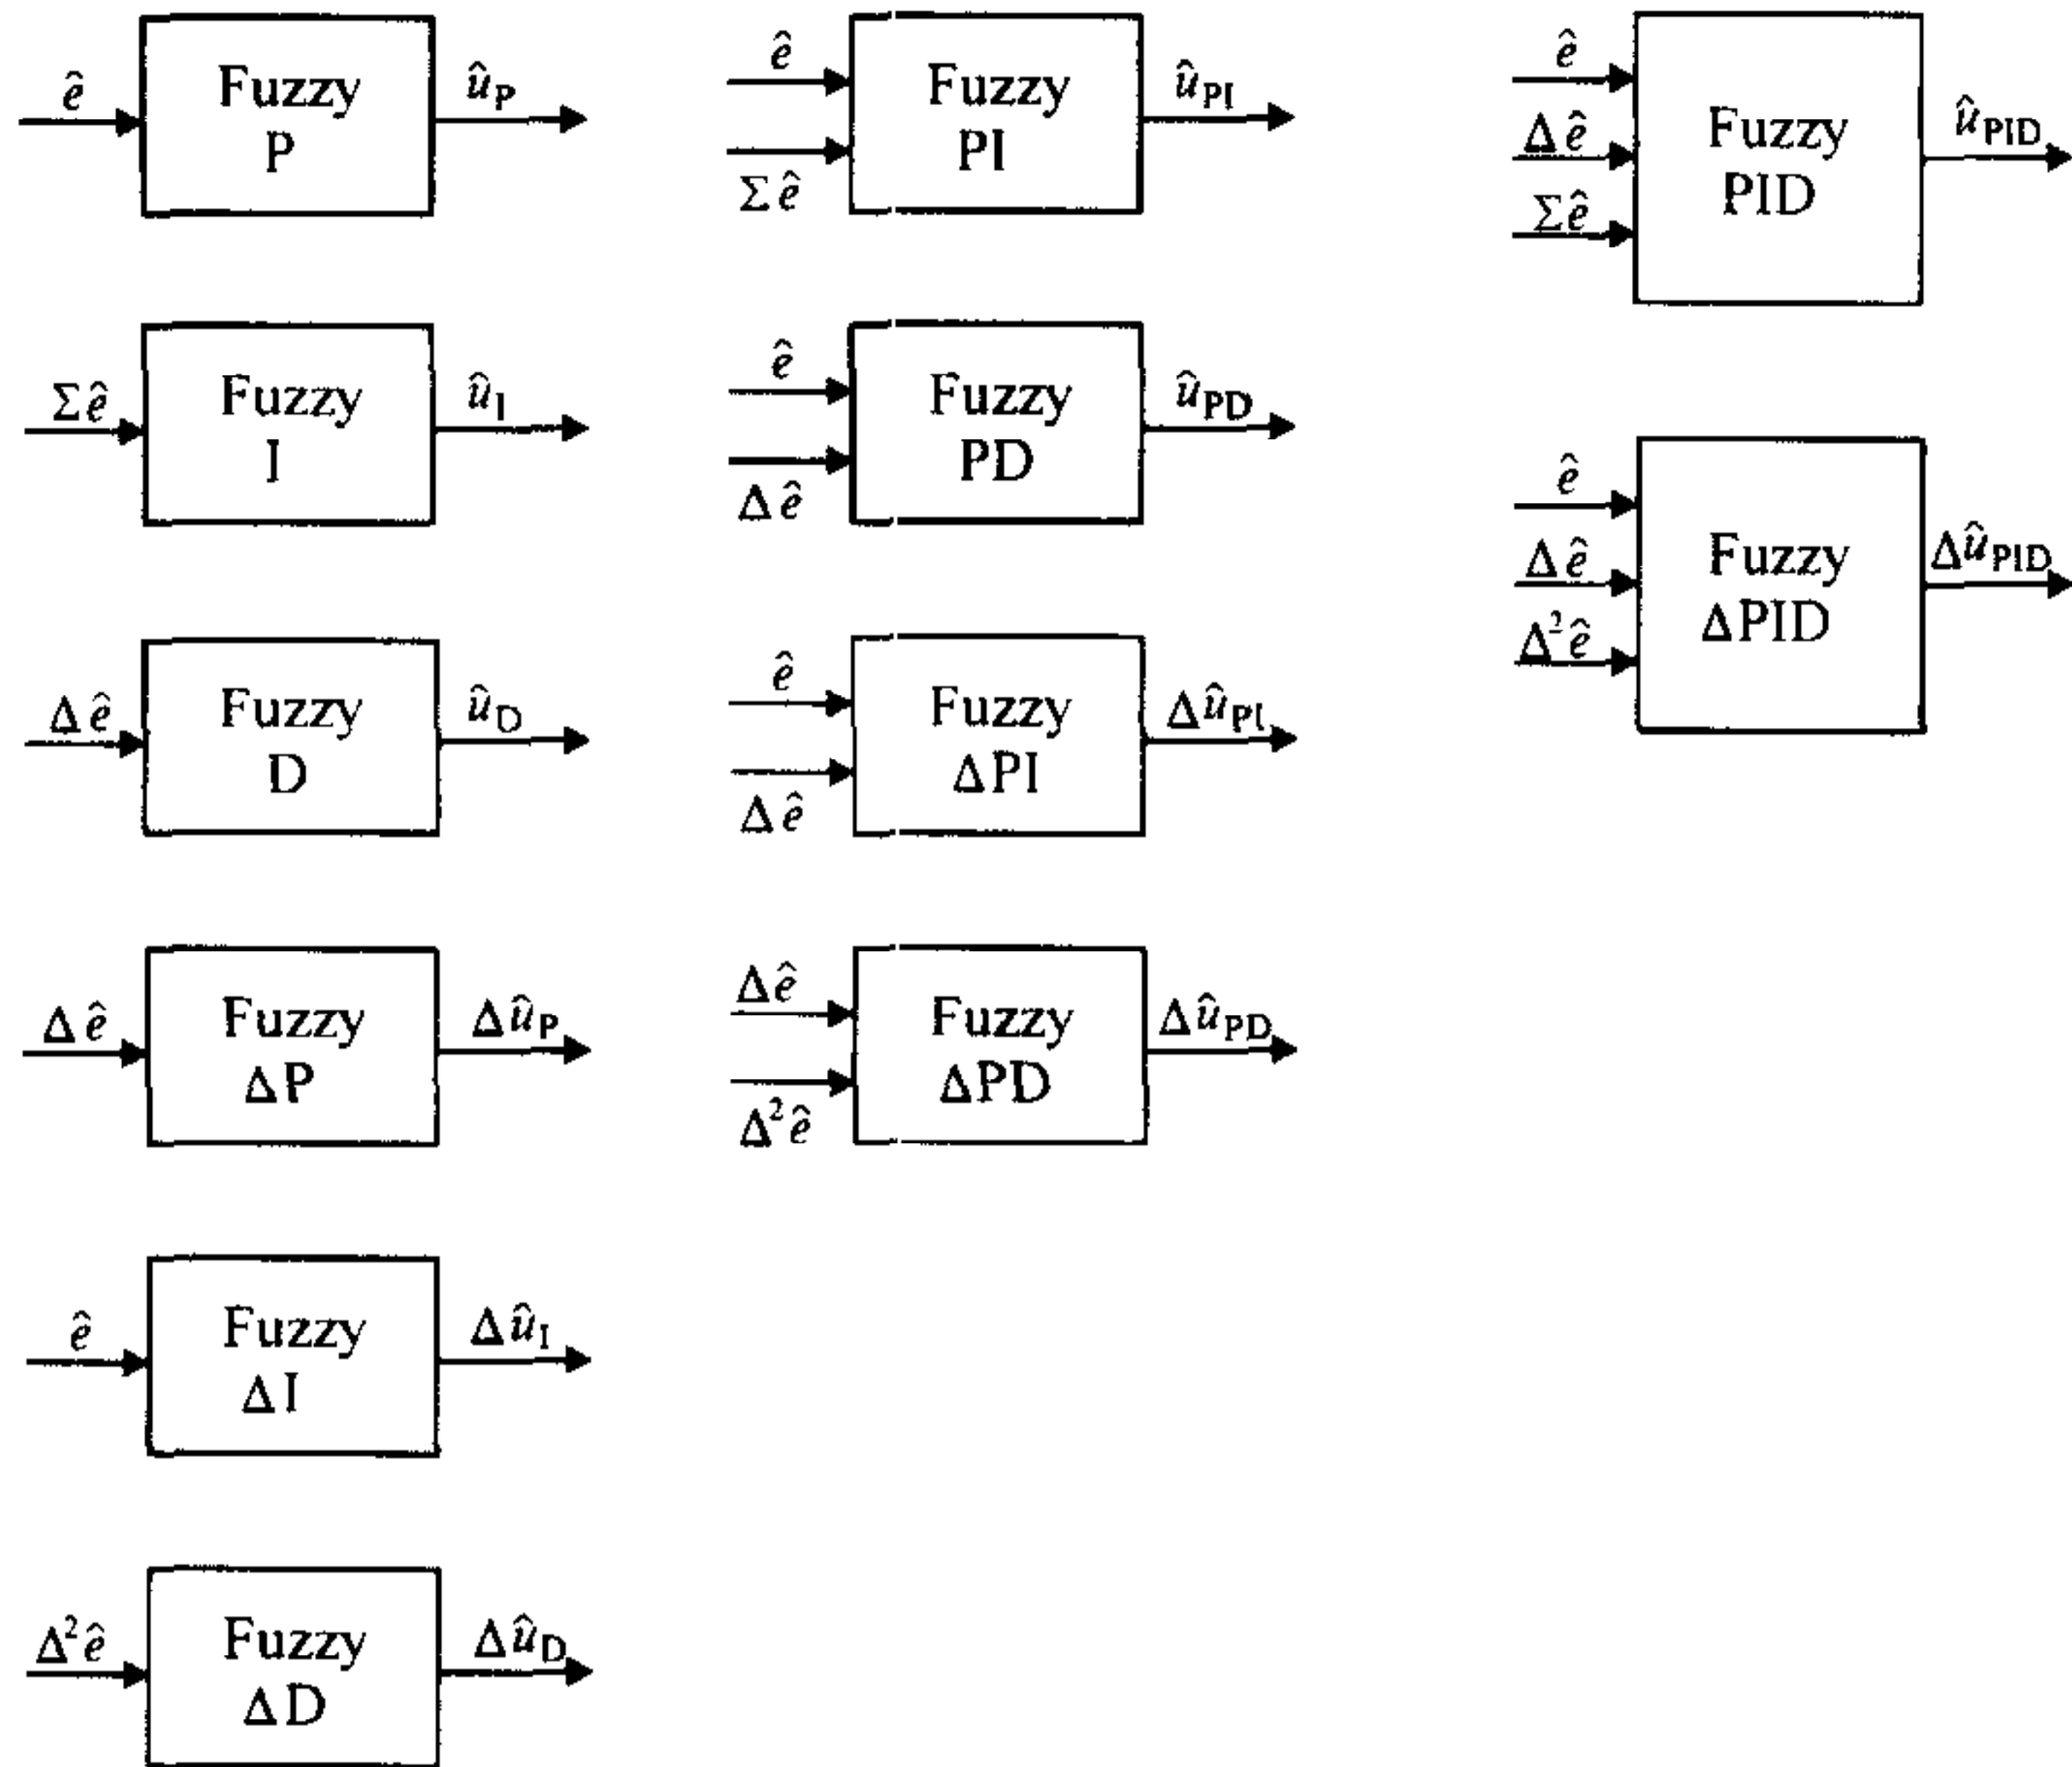 ê
Fuzzy
P
û_P
Σê
Fuzzy
I
û_I
Δê
Fuzzy
D
û_D
Δê
Fuzzy
ΔP
Δû_P
ê
Fuzzy
ΔI
Δû_I
Δ²ê
Fuzzy
ΔD
Δû_D
ê
Σê
Fuzzy
PI
û_PI
ê
Δê
Fuzzy
PD
û_PD
ê
Δê
Fuzzy
ΔPI
Δû_PI
Δê
Δ²ê
Fuzzy
ΔPD
Δû_PD
ê
Δê
Σê
Fuzzy
PID
û_PID
ê
Δê
Δ²ê
Fuzzy
ΔPID
Δû_PID